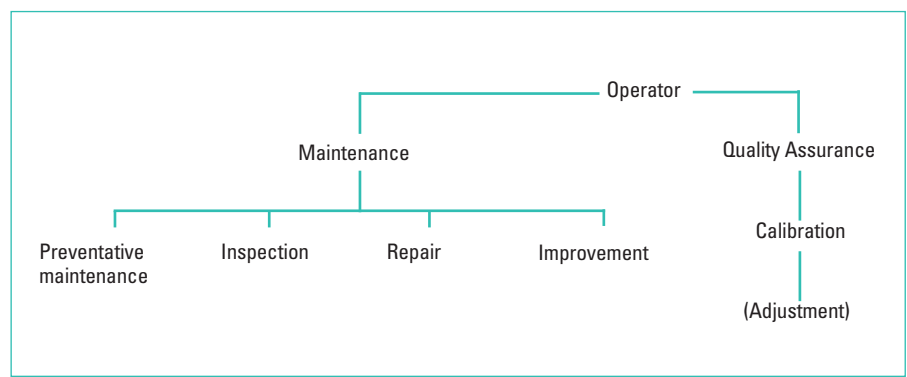 Operator
Maintenance
Quality Assurance
Calibration
Preventative
maintenance
Inspection
Repair
Improvement
(Adjustment)